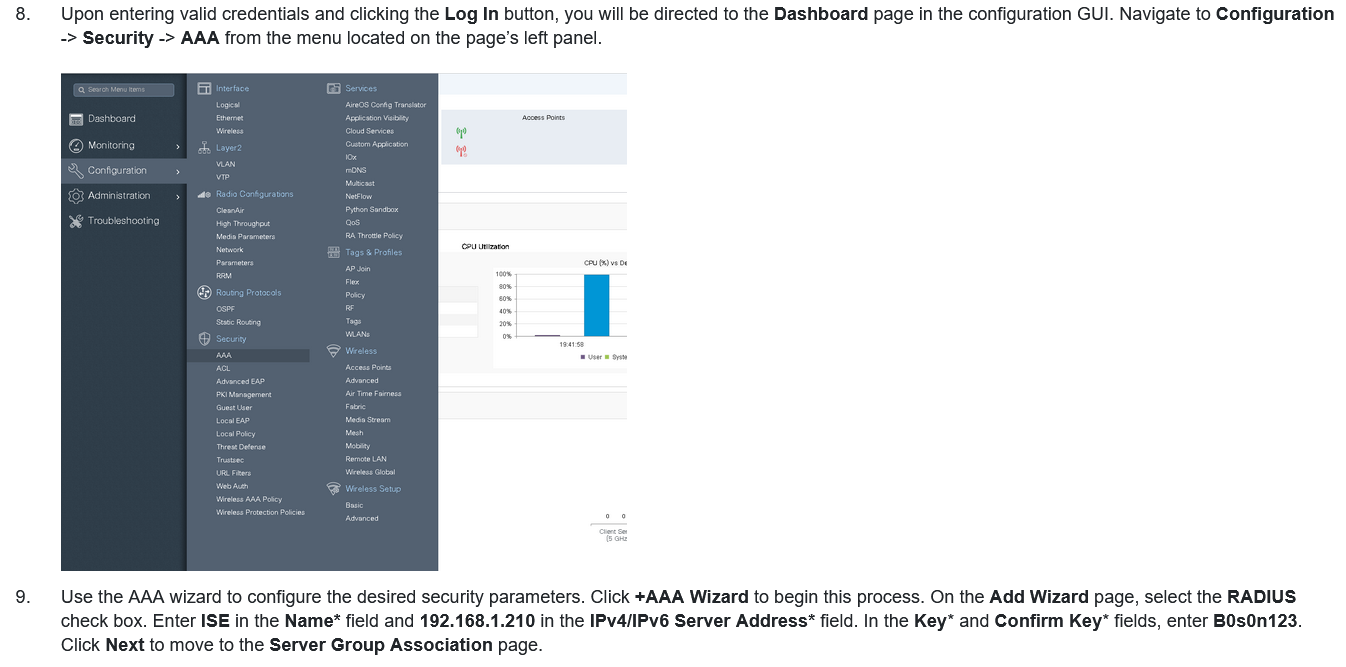 8. Upon entering valid credentials and clicking the Log In button, you will be directed to the Dashboard page in the configuration GUI. Navigate to Configuration
-> Security -> AAA from the menu located on the page's left panel.
Search Menu Items
Dashboard
Monitoring
Configuration
Administration
Troubleshooting
Interface
Logical
Ethernet
Wireless
Layer2
VLAN
VTP
Radio Configurations
CleanAir
High Throughput
Media Parameters
Network
Parameters
RRM
Routing Protocols
OSPF
Static Routing
Security
AAA
ACL
Advanced EAP
PKI Management
Guest User
Local EAP
Local Policy
Threat Defense
Trustsec
URL Filters
Web Auth
Wireless AAA Policy
Wireless Protection Policies
Services
AireOS Config Translator
Application Visibility
Cloud Services
Custom Application
IOx
mDNS
Multicast
NetFlow
Python Sandbox
QoS
RA Throttle Policy
Tags & Profiles
AP Join
Flex
Policy
RF
Tags
WLANs
Wireless
Access Points
Advanced
Air Time Fairness
Fabric
Media Stream
Mesh
Mobility
Remote LAN
Wireless Global
Wireless Setup
Basic
Advanced
Access Points
CPU Utilization
CPU (%) vs De
100%
80%
60%
40%
20%
0%
19:41:58
User Syste
0 0
Client Ser
(5 GHz
9. Use the AAA wizard to configure the desired security parameters. Click +AAA Wizard to begin this process. On the Add Wizard page, select the RADIUS
check box. Enter ISE in the Name* field and 192.168.1.210 in the IPv4/IPv6 Server Address* field. In the Key* and Confirm Key* fields, enter B0s0n123.
Click Next to move to the Server Group Association page.